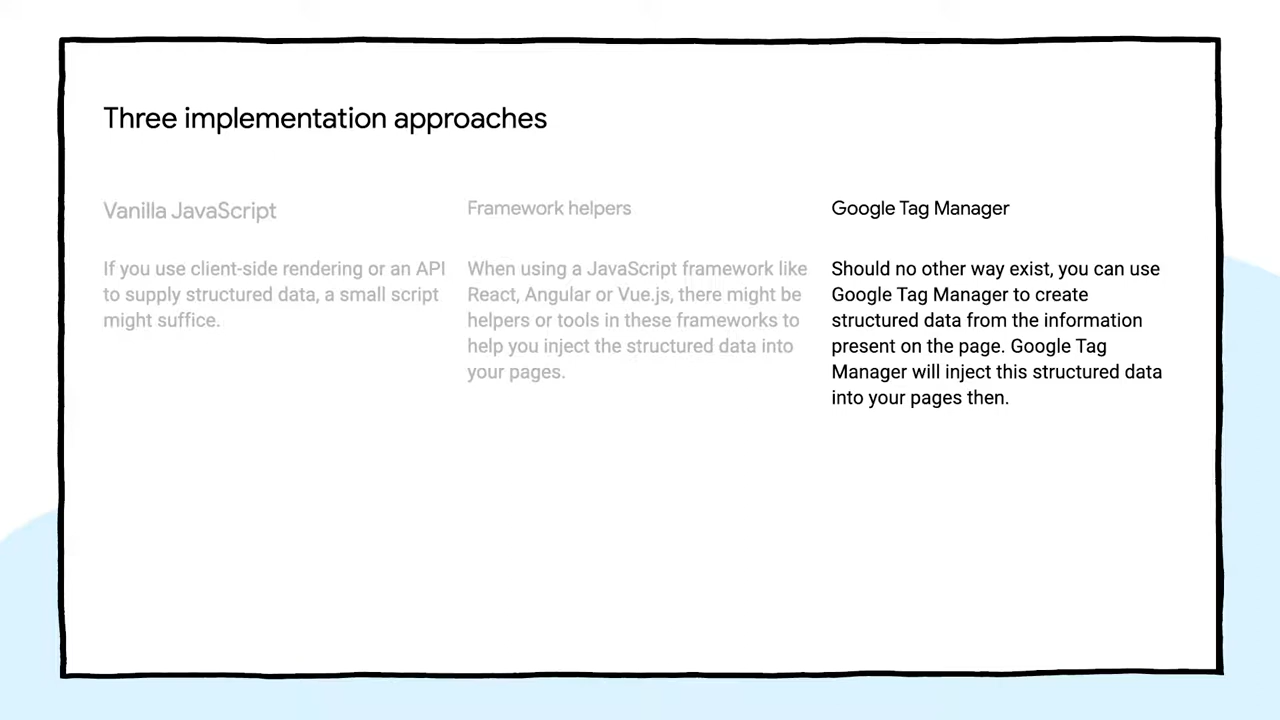 Three implementation approaches
Vanilla JavaScript
If you use client-side rendering or an API
to supply structured data, a small script
might suffice.
Framework helpers
When using a JavaScript framework like
React, Angular or Vue.js, there might be
helpers or tools in these frameworks to
help you inject the structured data into
your pages.
Google Tag Manager
Should no other way exist, you can use
Google Tag Manager to create
structured data from the information
present on the page. Google Tag
Manager will inject this structured data
into your pages then.